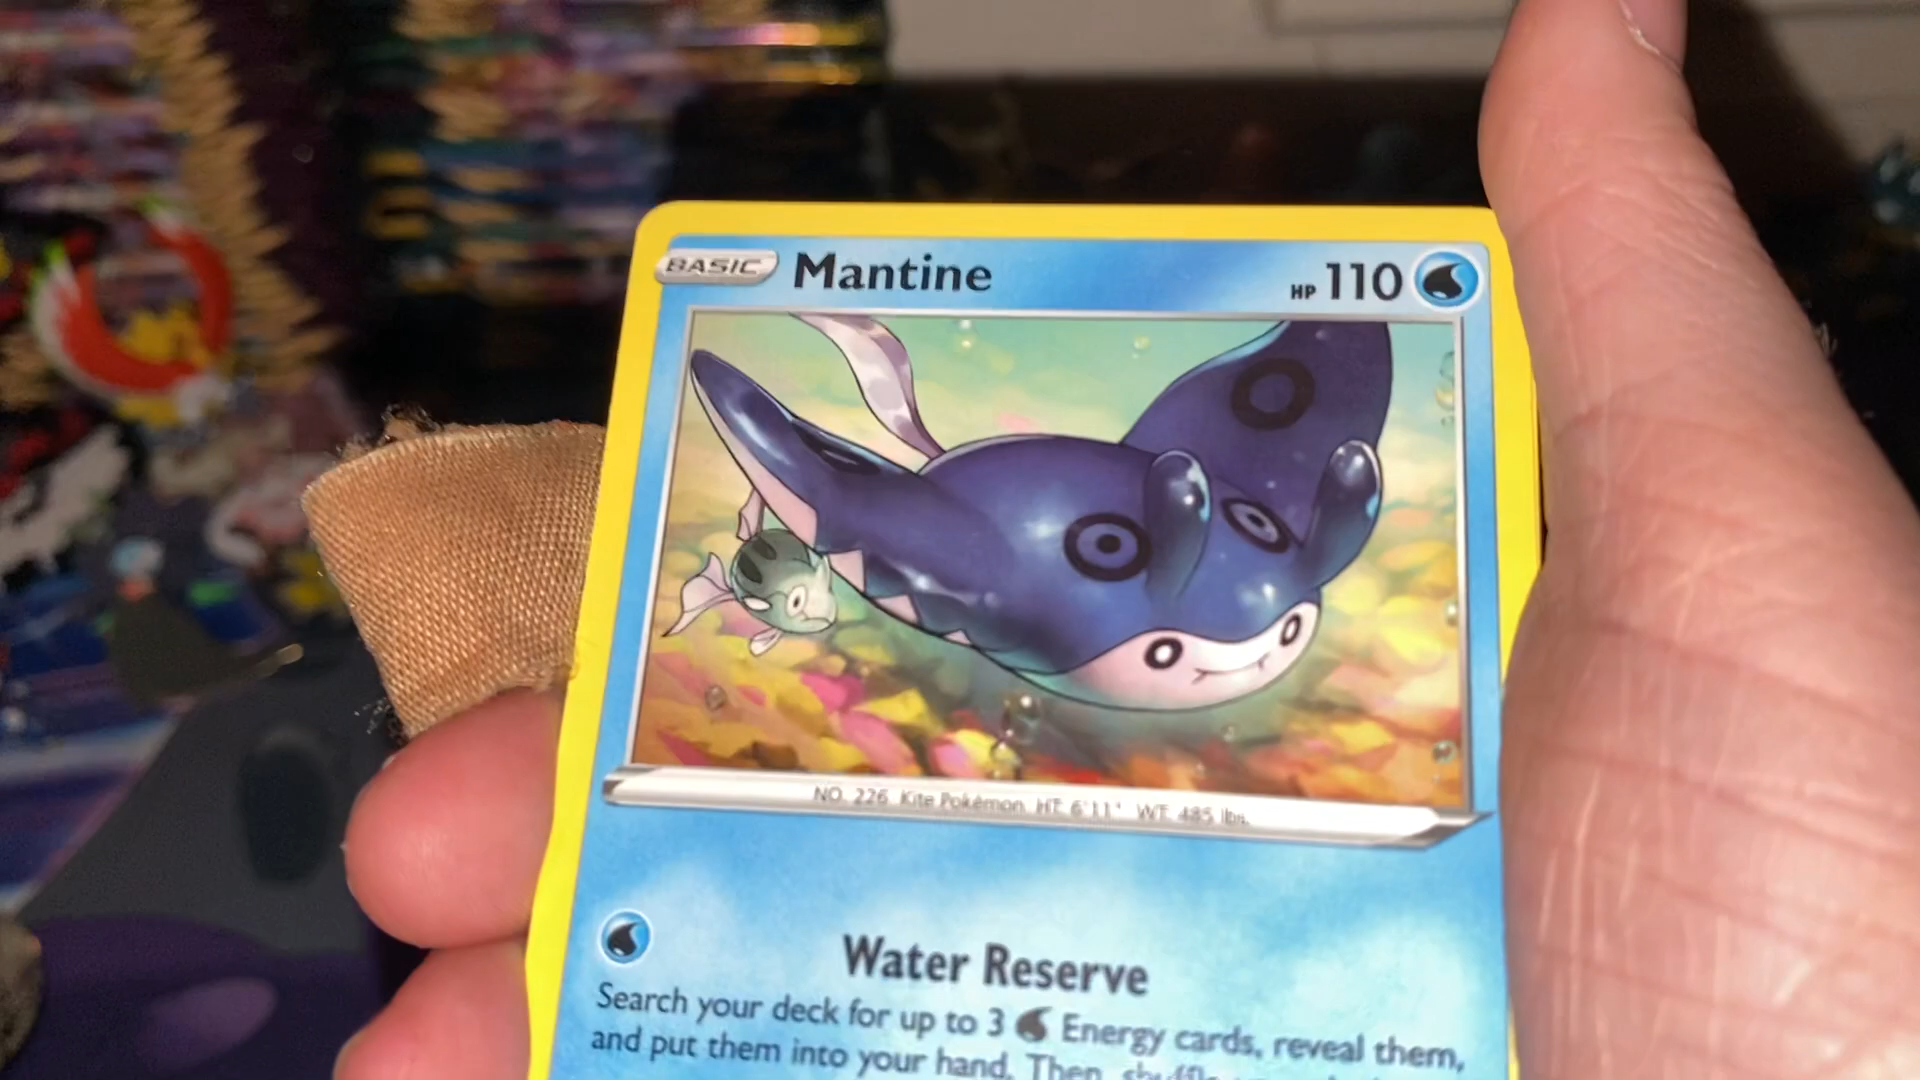 BASIC Mantine HP 110
NO. 226 Kite Pokémon HT. 6'11" WT. 485 lbs.
Water Reserve
Search your deck for up to 3 Energy cards, reveal them,
and put them into your hand. Then, shuffle